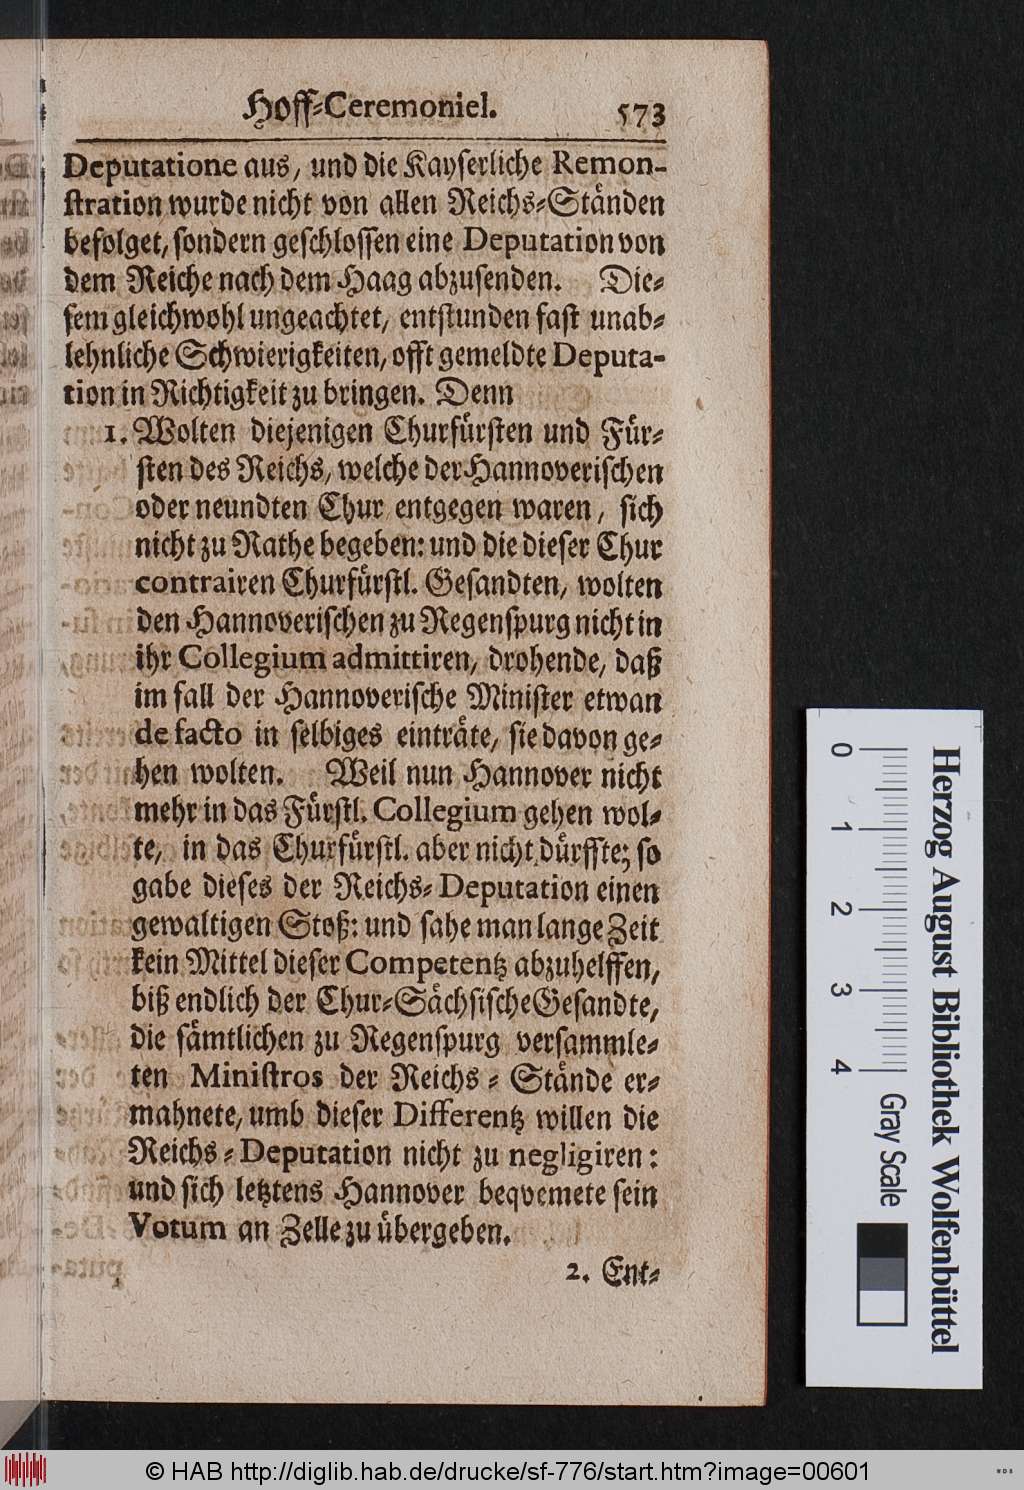 Hoff-Ceremoniel. 573
Deputatione aus, und die Kayſerliche Remon-
ſtration wurde nicht von allen Reichs-Ständen
befolget, ſondern geſchloſſen eine Deputation von
dem Reiche nach dem Haag abzuſenden. Die-
ſem gleichwohl ungeachtet, entſtunden faſt unab-
lehnliche Schwierigkeiten, offt gemeldte Deputa-
tion in Richtigkeit zu bringen. Denn
1. Wolten diejenigen Churfürſten und Für-
ſten des Reichs, welche der Hannoveriſchen
oder neundten Chur entgegen waren, ſich
nicht zu Rathe begeben: und die dieſer Chur
contrairen Churfürſtl. Geſandten, wolten
den Hannoveriſchen zu Regenſpurg nicht in
ihr Collegium admittiren, drohende, daß
im fall der Hannoveriſche Miniſter etwan
de facto in ſelbiges einträte, ſie davon ge-
hen wolten. Weil nun Hannover nicht
mehr in das Fürſtl. Collegium gehen wol-
te, in das Churfürſtl. aber nicht dürffte; ſo
gabe dieſes der Reichs-Deputation einen
gewaltigen Stoß: und ſahe man lange Zeit
kein Mittel dieſer Competentz abzuhelffen,
biß endlich der Chur-Sächſiſche Geſandte,
die ſämtlichen zu Regenſpurg verſammle-
ten Miniſtros der Reichs-Stände er-
mahnete, umb dieſer Differentz willen die
Reichs-Deputation nicht zu negligiren:
und ſich letztens Hannover beqvemete ſein
Votum an Zelle zu übergeben.
2. Ent-
0 1 2 3 4
Gray Scale
Herzog August Bibliothek Wolfenbüttel
© HAB http://diglib.hab.de/drucke/sf-776/start.htm?image=00601